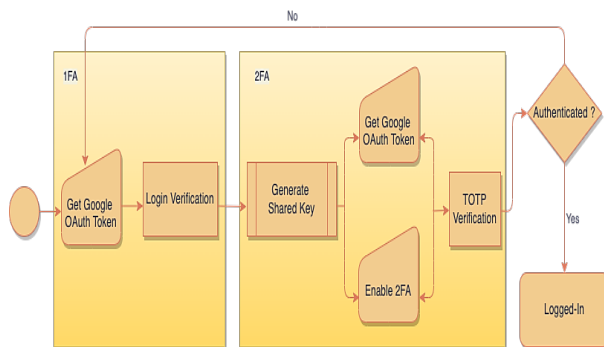 No
1FA
2FA
Get Google
OAuth Token
Authenticated ?
Get Google
OAuth Token
Login Verification
Generate
Shared Key
TOTP
Verification
Yes
Enable 2FA
Logged-In